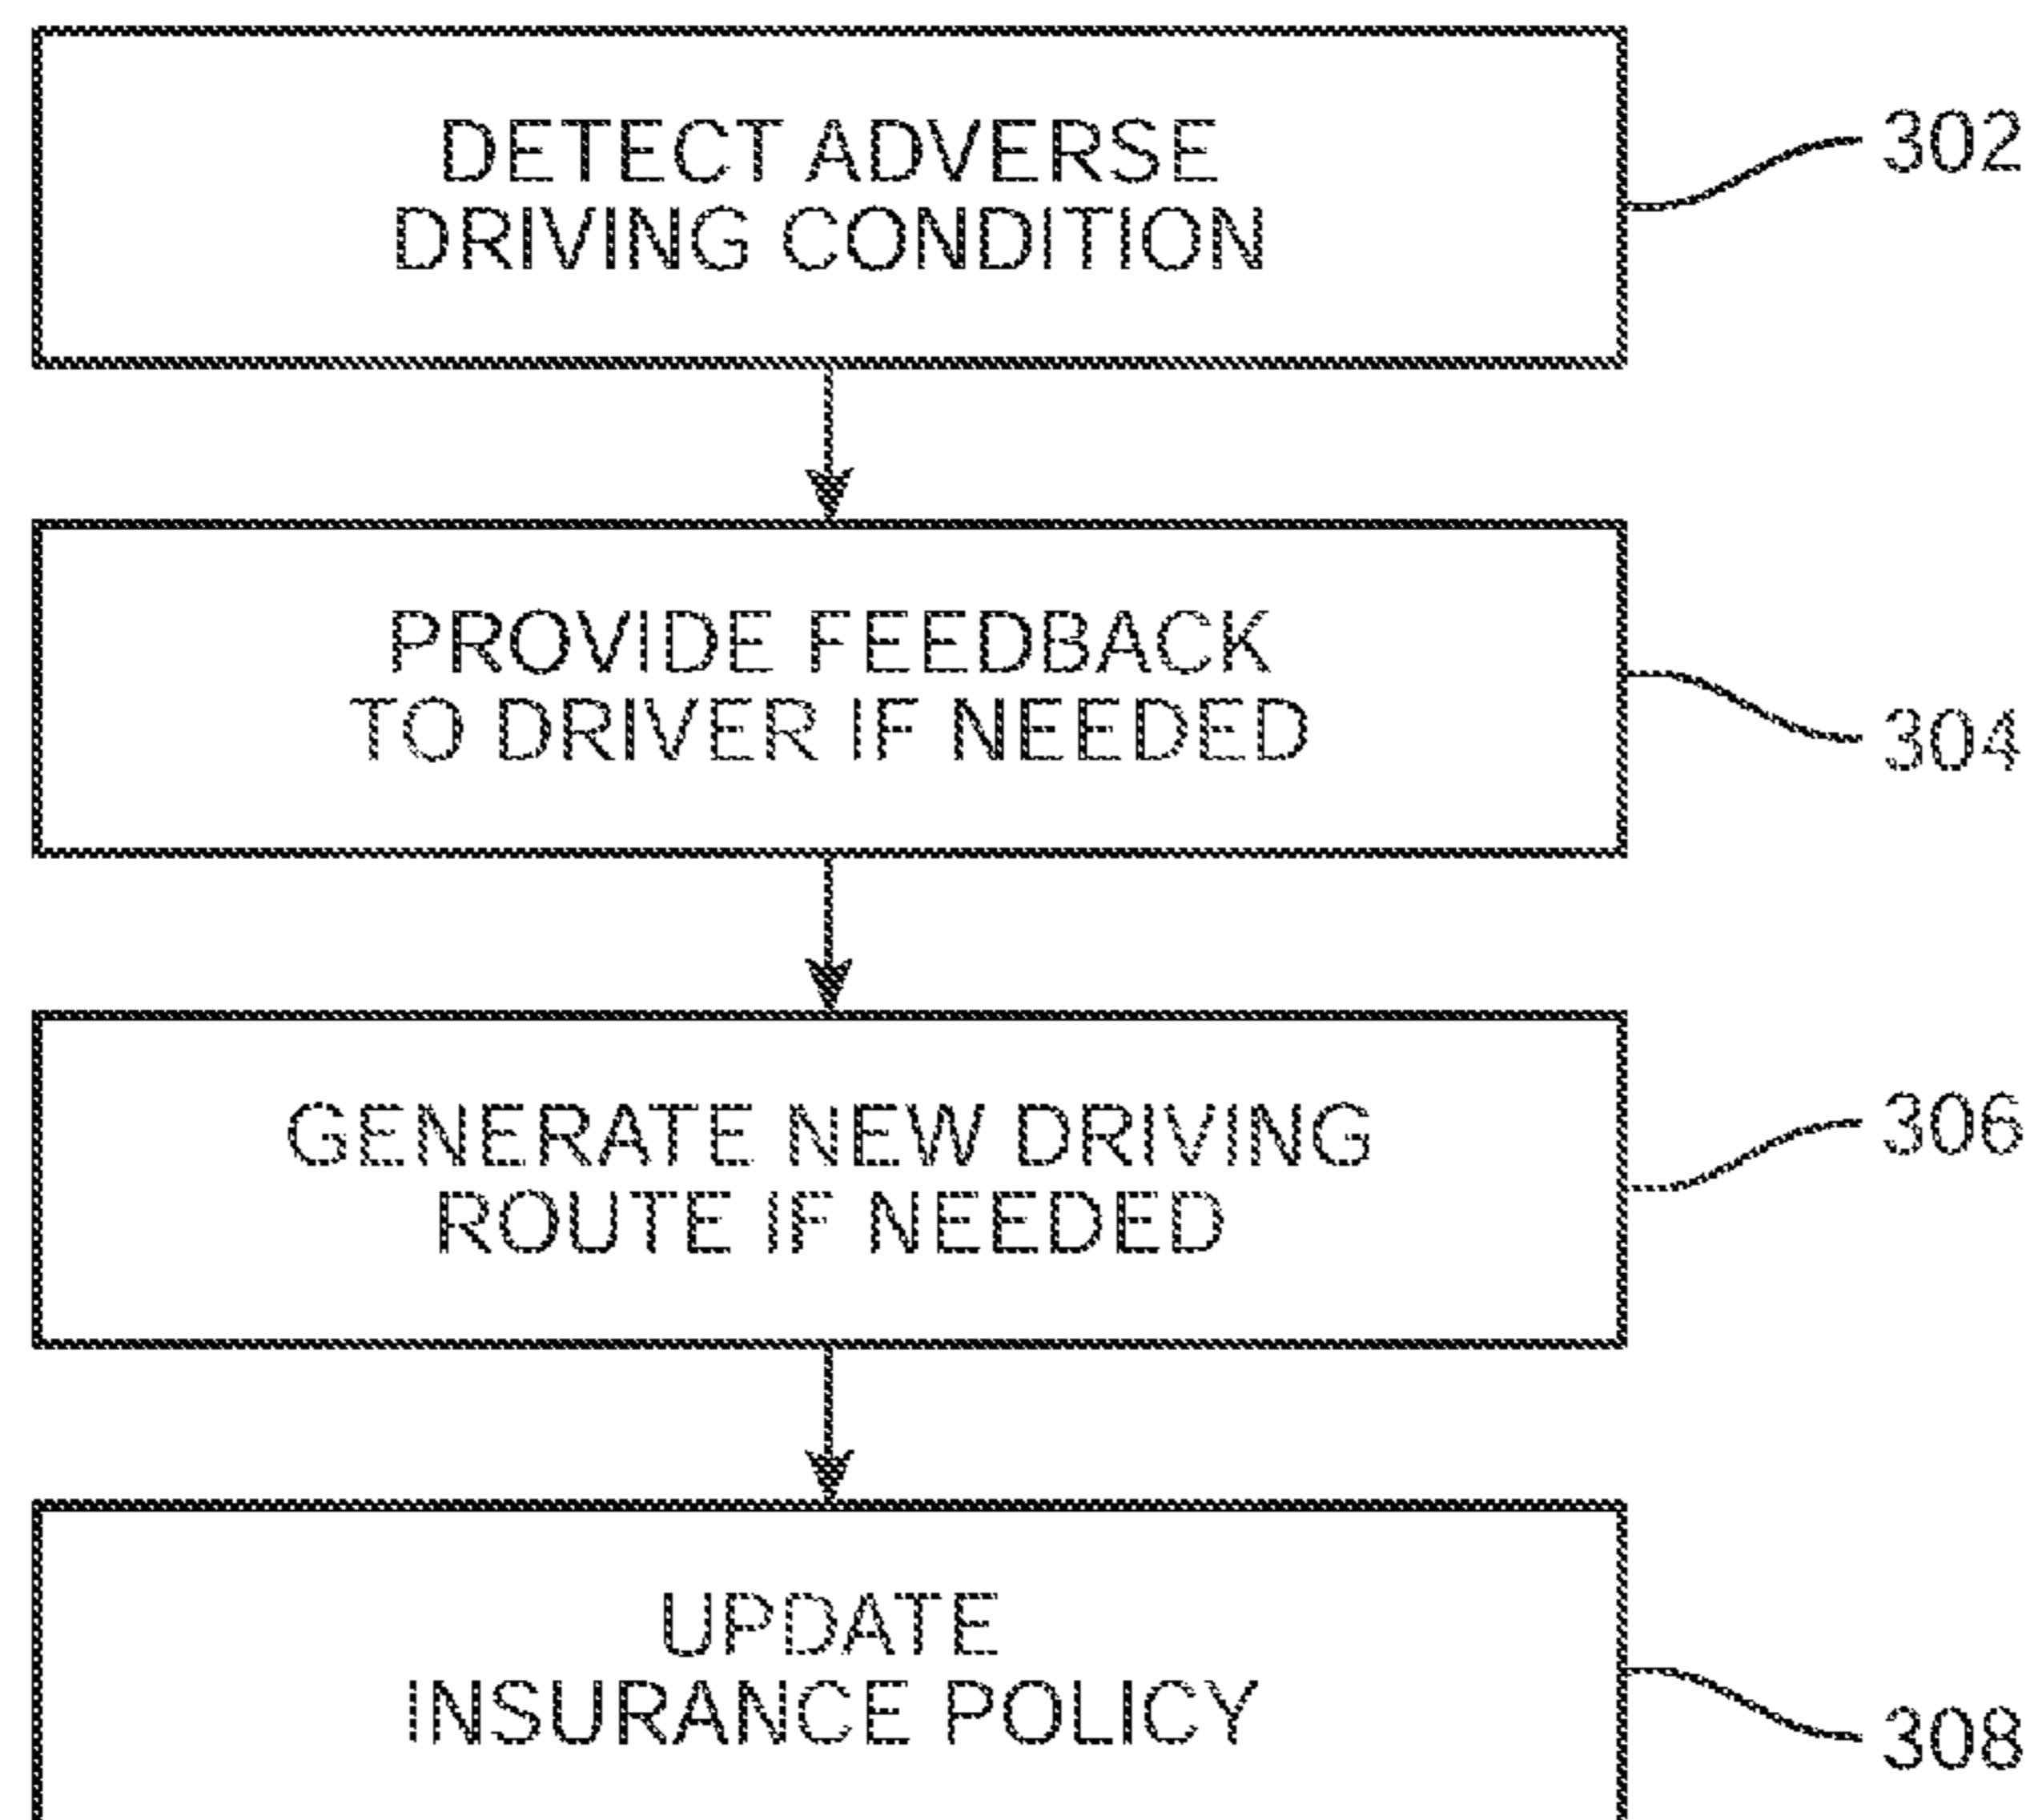 DETECT ADVERSE
DRIVING CONDITION
302
PROVIDE FEEDBACK
TO DRIVER IF NEEDED
304
GENERATE NEW DRIVING
ROUTE IF NEEDED
306
UPDATE
INSURANCE POLICY
308